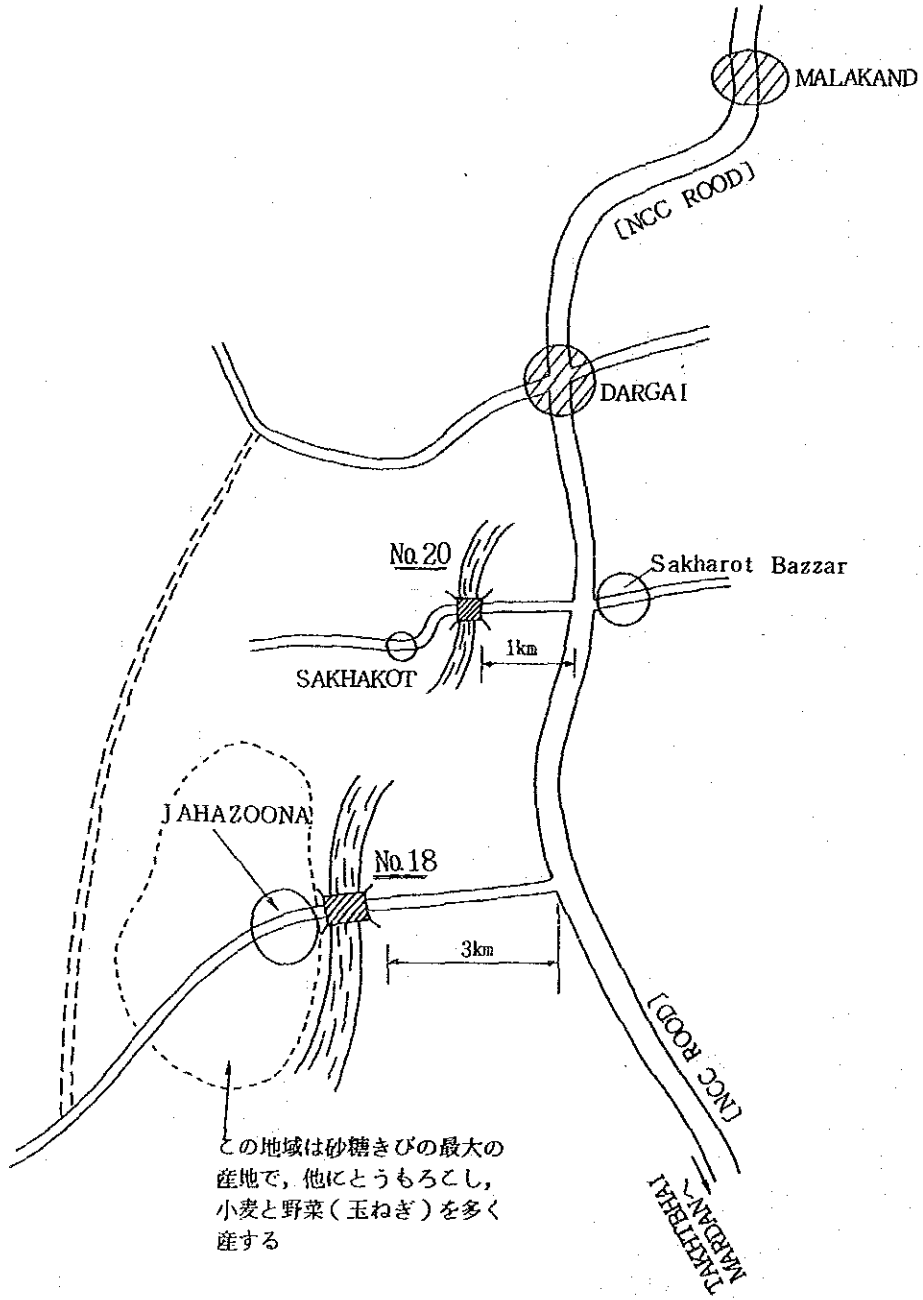 MALAKAND
[NCC ROOD]
DARGAI
No.20
Sakharot Bazzar
1km
SAKHAKOT
JAHAZOONA
No.18
3km
[NCC ROOD]
この地域は砂糖きびの最大の
産地で，他にとうもろこし，
小麦と野菜（玉ねぎ）を多く
産する
TAKHTBHAI
MARDANへ